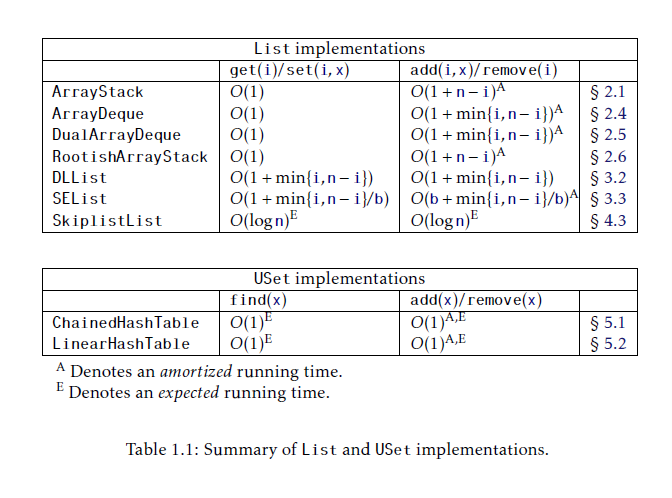 List implementations
get(i)/set(i,x) add(i,x)/remove(i)
ArrayStack O(1) O(1 + n − i)ᴬ § 2.1
ArrayDeque O(1) O(1 + min{i,n − i})ᴬ § 2.4
DualArrayDeque O(1) O(1 + min{i,n − i})ᴬ § 2.5
RootishArrayStack O(1) O(1 + n − i)ᴬ § 2.6
DLList O(1 + min{i,n − i}) O(1 + min{i,n − i}) § 3.2
SEList O(1 + min{i,n − i}/b) O(b + min{i,n − i}/b)ᴬ § 3.3
SkiplistList O(log n)ᴱ O(log n)ᴱ § 4.3
USet implementations
find(x) add(x)/remove(x)
ChainedHashTable O(1)ᴱ O(1)ᴬ,ᴱ § 5.1
LinearHashTable O(1)ᴱ O(1)ᴬ,ᴱ § 5.2
ᴬ Denotes an amortized running time.
ᴱ Denotes an expected running time.
Table 1.1: Summary of List and USet implementations.